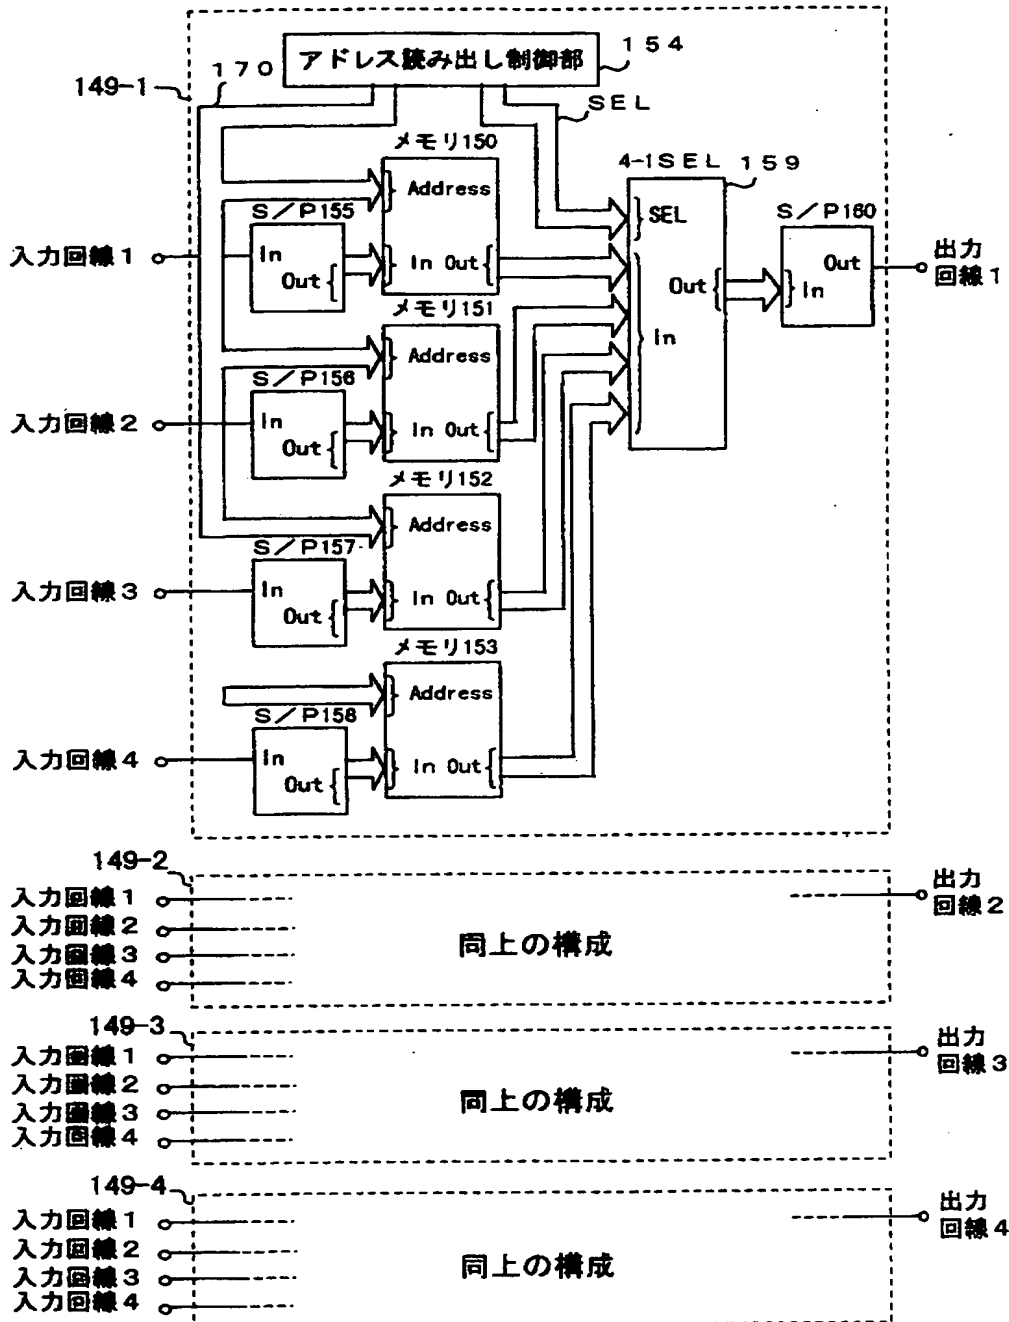 アドレス読み出し制御部
154
170
149-1
SEL
メモリ150
Address
In Out
S/P155
In
Out
入力回線1
4-1SEL 159
SEL
In
Out
S/P160
Out
In
出力
回線1
メモリ151
Address
In Out
S/P156
In
Out
入力回線2
メモリ152
Address
In Out
S/P157
In
Out
入力回線3
メモリ153
Address
In Out
S/P158
In
Out
入力回線4
149-2
入力回線1
入力回線2
入力回線3
入力回線4
同上の構成
出力
回線2
149-3
入力回線1
入力回線2
入力回線3
入力回線4
同上の構成
出力
回線3
149-4
入力回線1
入力回線2
入力回線3
入力回線4
同上の構成
出力
回線4